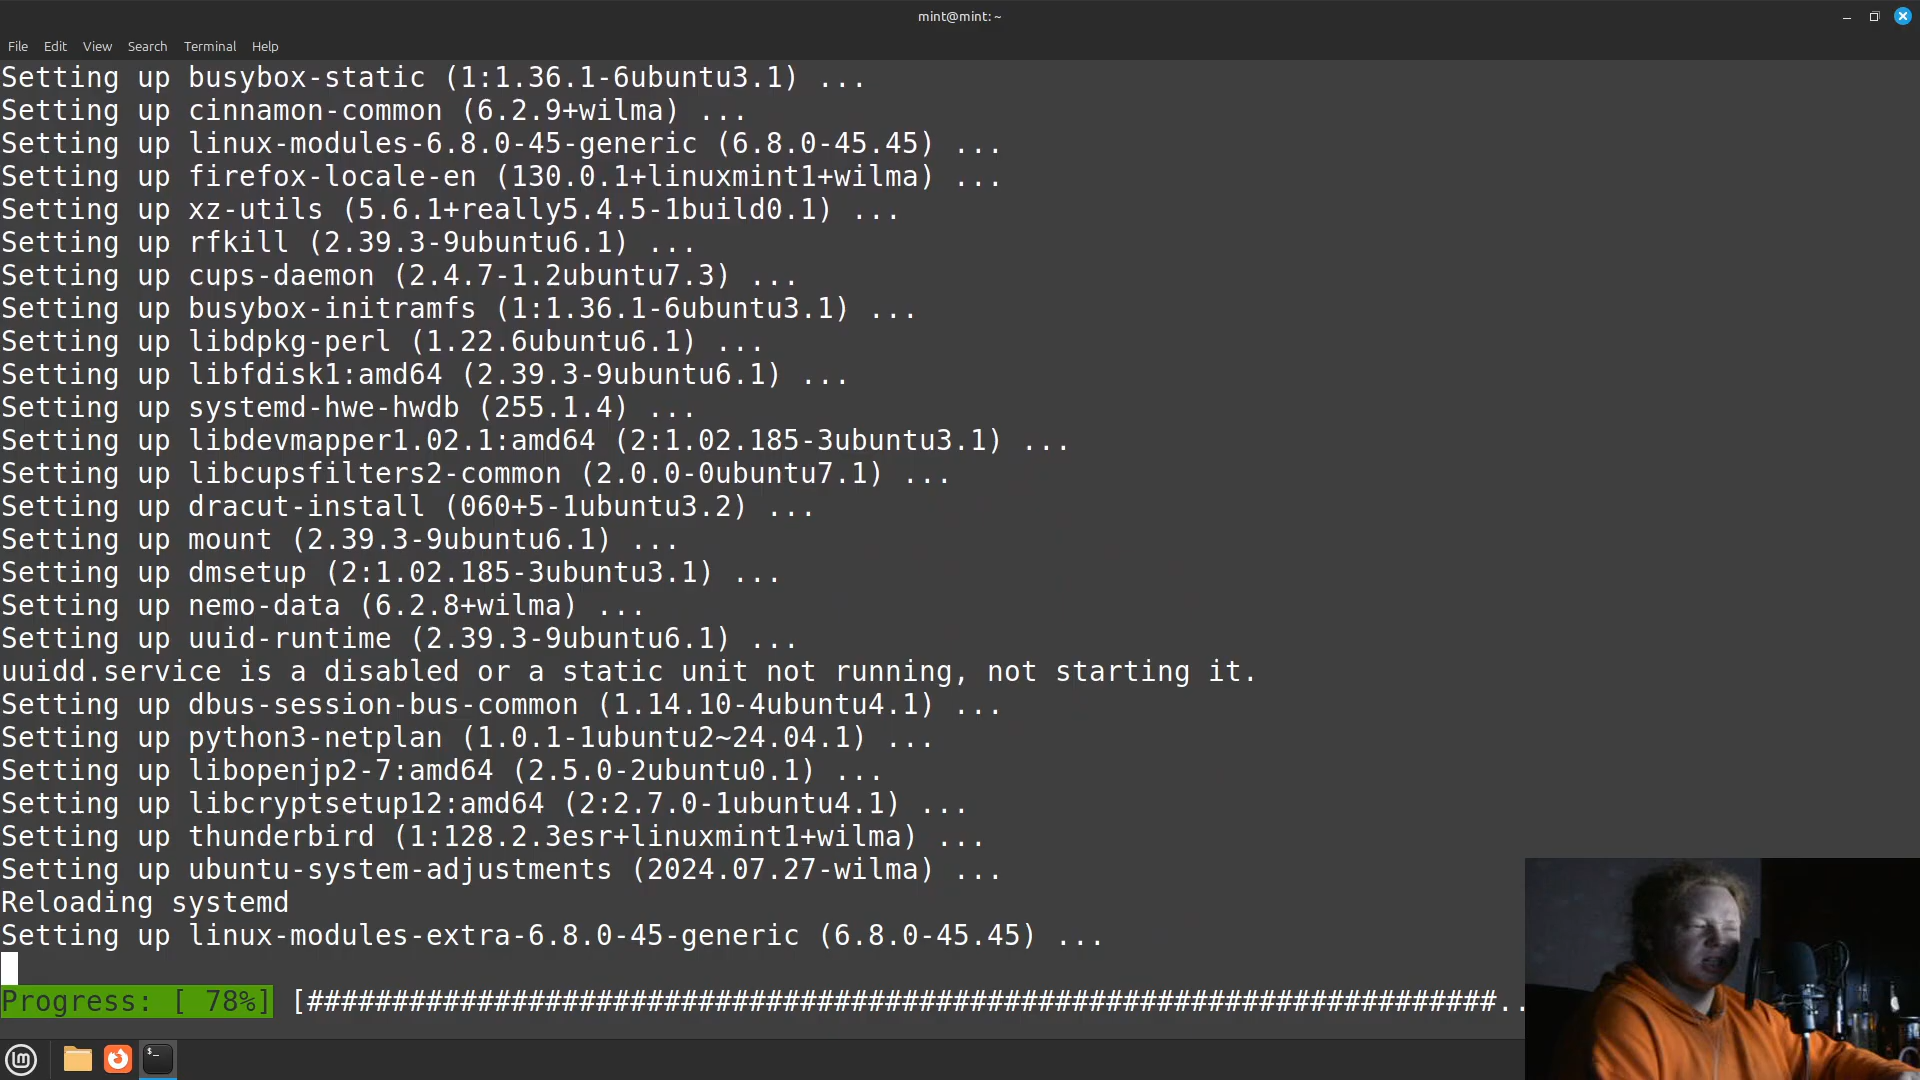 mint@mint: ~
File Edit View Search Terminal Help
Setting up busybox-static (1:1.36.1-6ubuntu3.1) ...
Setting up cinnamon-common (6.2.9+wilma) ...
Setting up linux-modules-6.8.0-45-generic (6.8.0-45.45) ...
Setting up firefox-locale-en (130.0.1+linuxmint1+wilma) ...
Setting up xz-utils (5.6.1+really5.4.5-1build0.1) ...
Setting up rfkill (2.39.3-9ubuntu6.1) ...
Setting up cups-daemon (2.4.7-1.2ubuntu7.3) ...
Setting up busybox-initramfs (1:1.36.1-6ubuntu3.1) ...
Setting up libdpkg-perl (1.22.6ubuntu6.1) ...
Setting up libfdisk1:amd64 (2.39.3-9ubuntu6.1) ...
Setting up systemd-hwe-hwdb (255.1.4) ...
Setting up libdevmapper1.02.1:amd64 (2:1.02.185-3ubuntu3.1) ...
Setting up libcupsfilters2-common (2.0.0-0ubuntu7.1) ...
Setting up dracut-install (060+5-1ubuntu3.2) ...
Setting up mount (2.39.3-9ubuntu6.1) ...
Setting up dmsetup (2:1.02.185-3ubuntu3.1) ...
Setting up nemo-data (6.2.8+wilma) ...
Setting up uuid-runtime (2.39.3-9ubuntu6.1) ...
uuidd.service is a disabled or a static unit not running, not starting it.
Setting up dbus-session-bus-common (1.14.10-4ubuntu4.1) ...
Setting up python3-netplan (1.0.1-1ubuntu2~24.04.1) ...
Setting up libopenjp2-7:amd64 (2.5.0-2ubuntu0.1) ...
Setting up libcryptsetup12:amd64 (2:2.7.0-1ubuntu4.1) ...
Setting up thunderbird (1:128.2.3esr+linuxmint1+wilma) ...
Setting up ubuntu-system-adjustments (2024.07.27-wilma) ...
Reloading systemd
Setting up linux-modules-extra-6.8.0-45-generic (6.8.0-45.45) ...
Progress: [ 78%] [######################################################################..